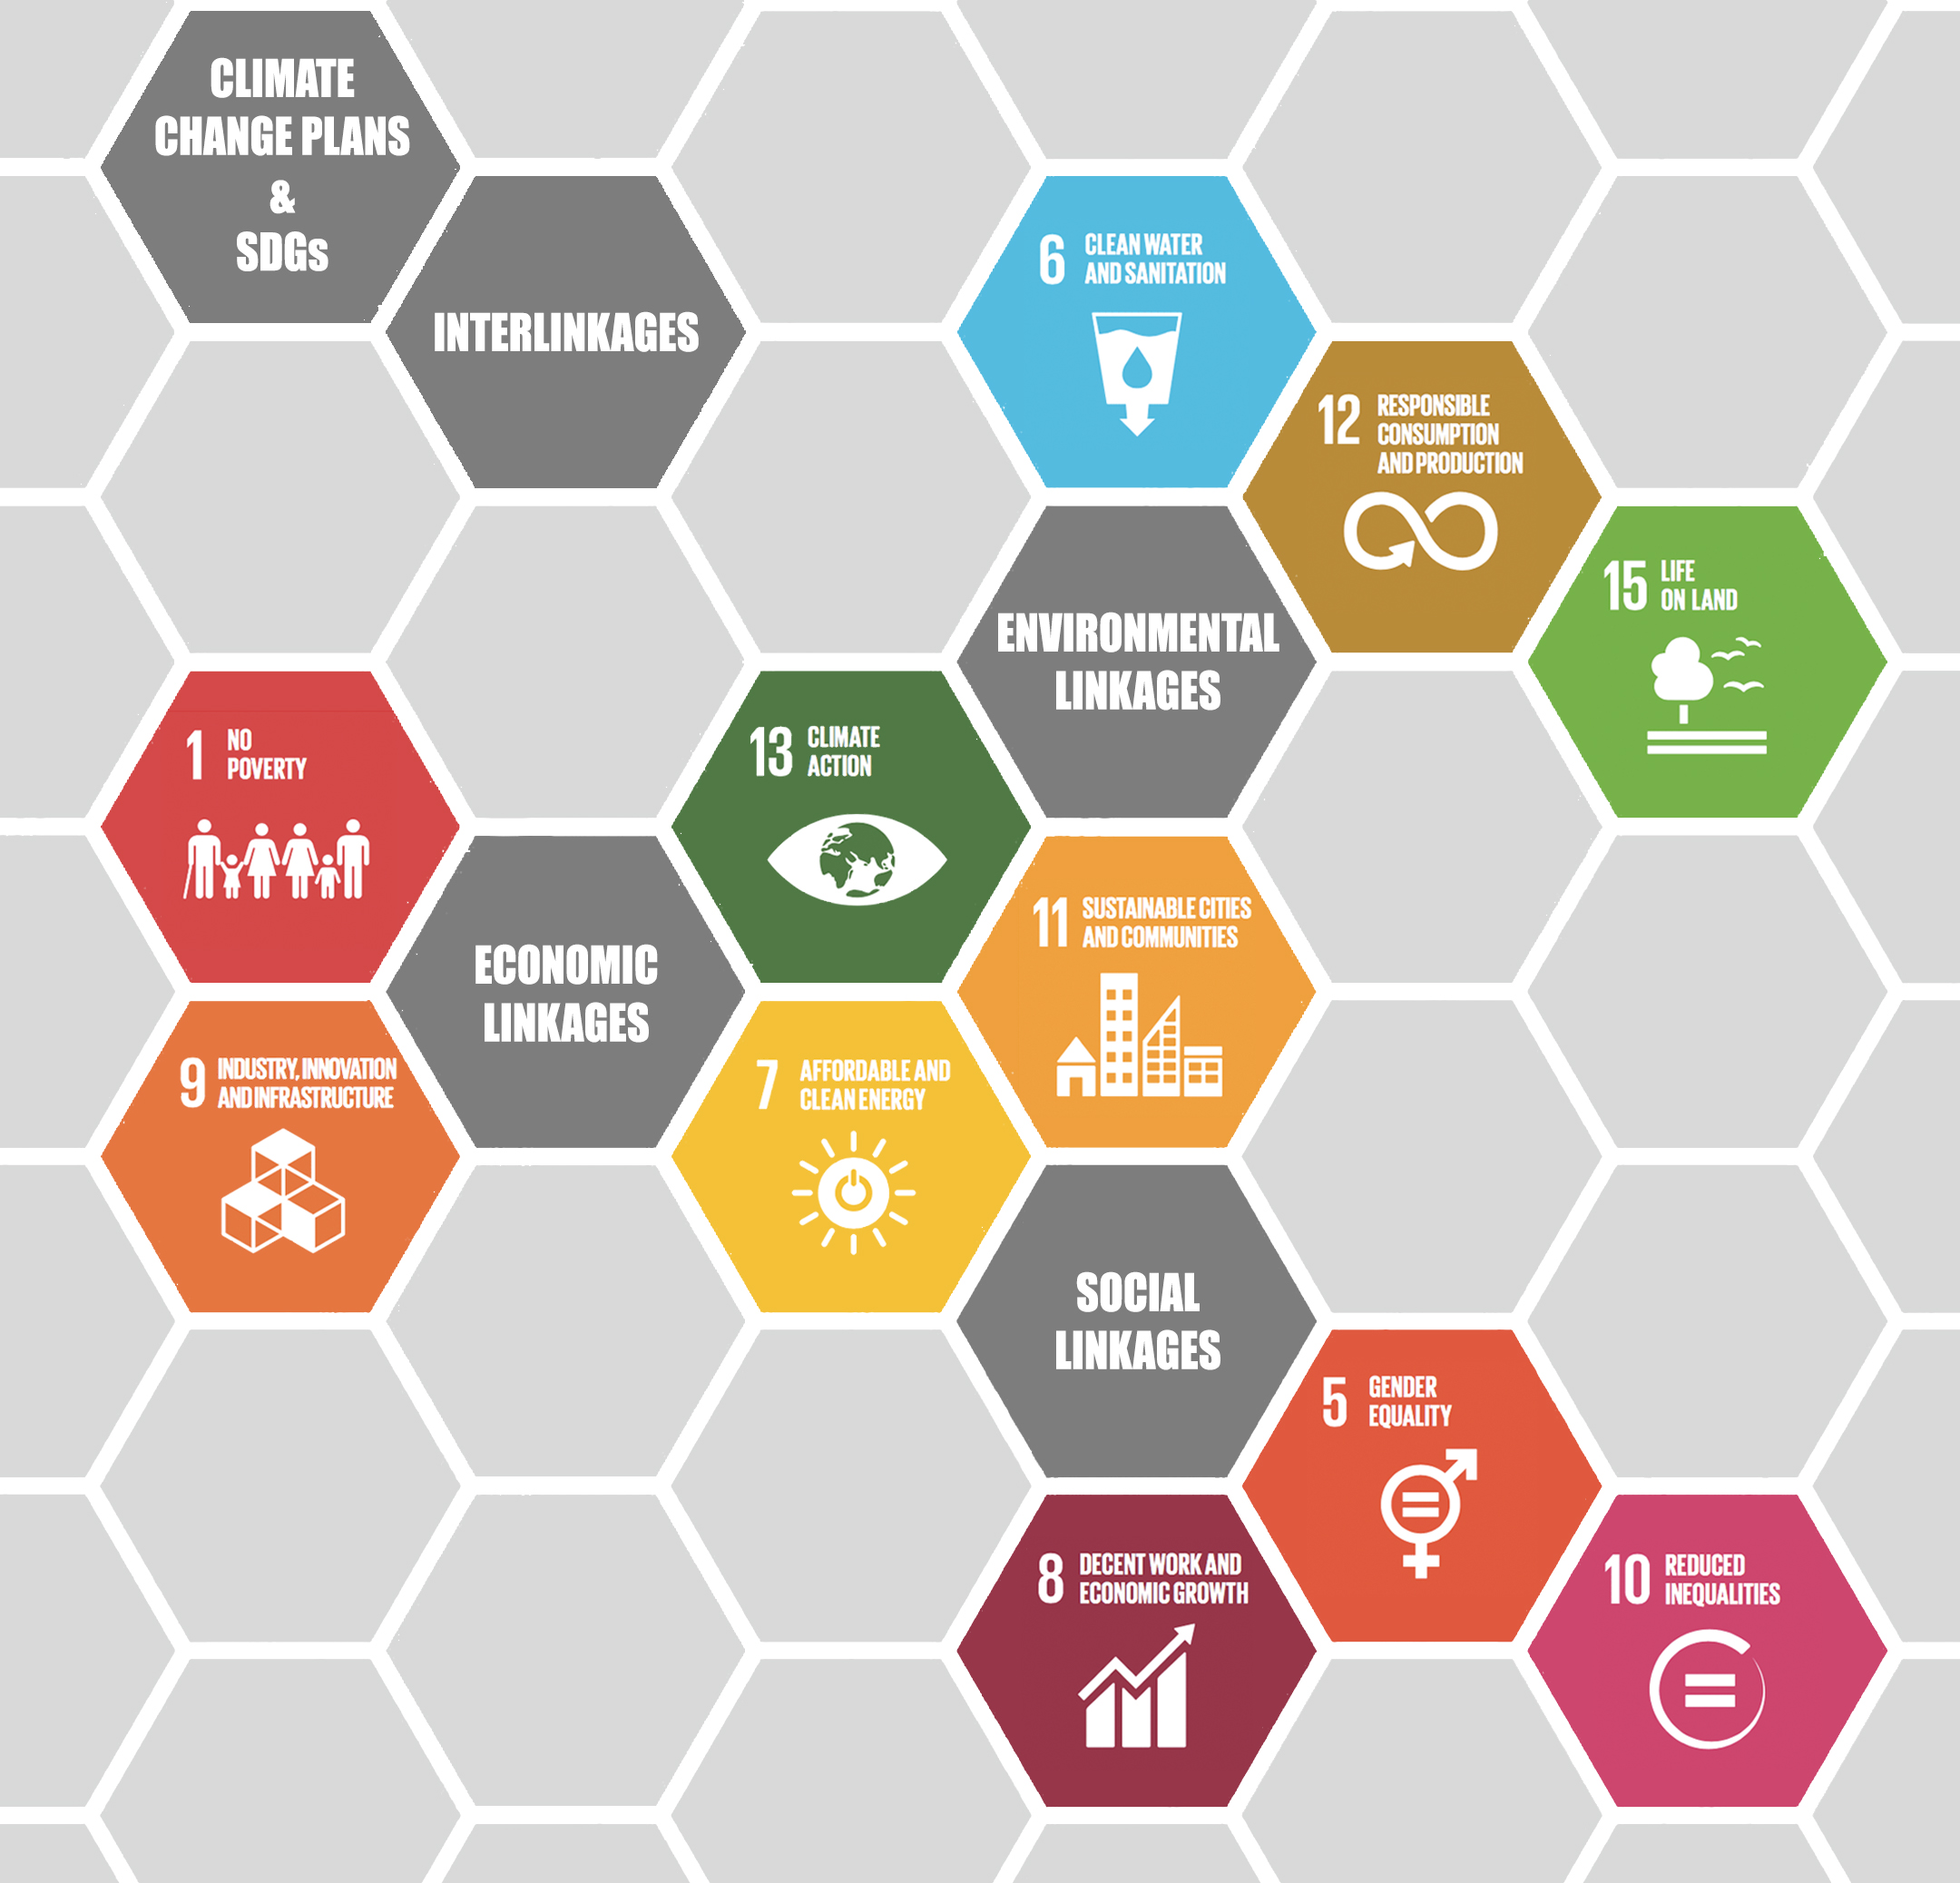 CLIMATE
CHANGE PLANS
&
SDGs
INTERLINKAGES
6 CLEAN WATER
AND SANITATION
12 RESPONSIBLE
CONSUMPTION
AND PRODUCTION
ENVIRONMENTAL
LINKAGES
15 LIFE
ON LAND
1 NO
POVERTY
13 CLIMATE
ACTION
ECONOMIC
LINKAGES
11 SUSTAINABLE CITIES
AND COMMUNITIES
9 INDUSTRY, INNOVATION
AND INFRASTRUCTURE
7 AFFORDABLE AND
CLEAN ENERGY
SOCIAL
LINKAGES
5 GENDER
EQUALITY
8 DECENT WORK AND
ECONOMIC GROWTH
10 REDUCED
INEQUALITIES